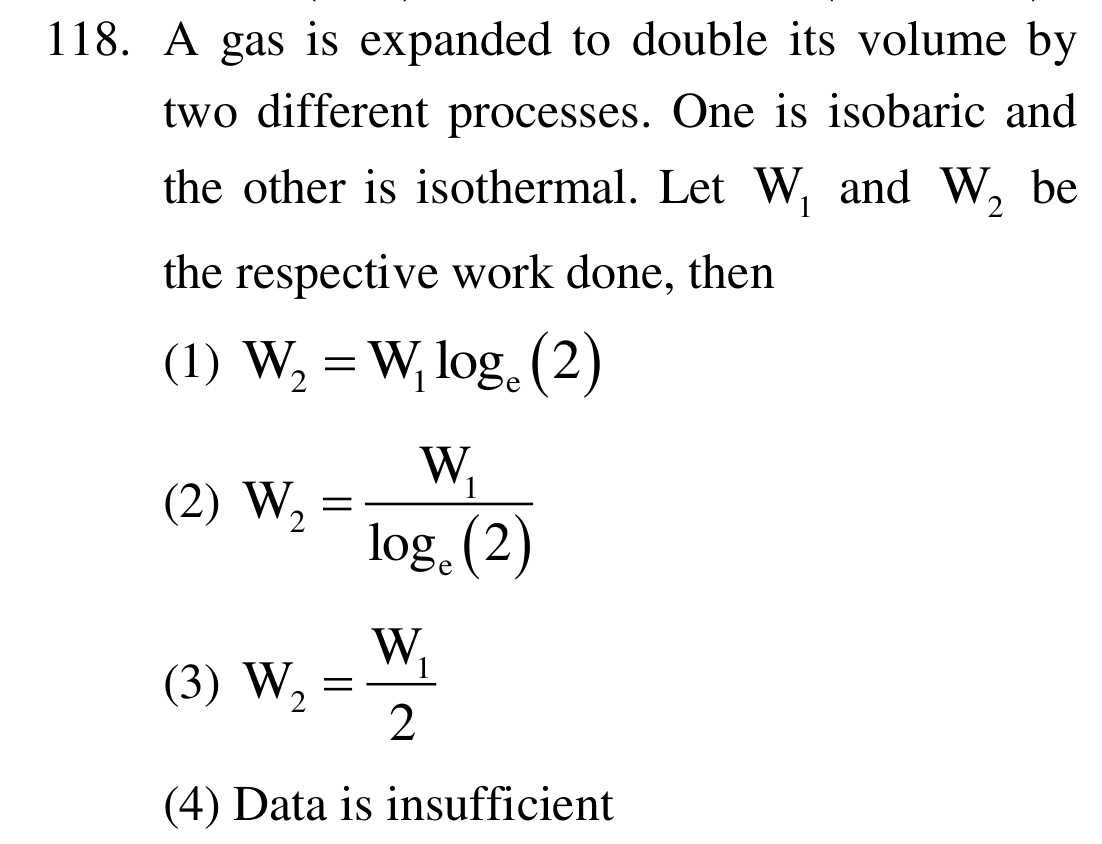 118. A gas is expanded to double its volume by
two different processes. One is isobaric and
the other is isothermal. Let W₁ and W₂ be
the respective work done, then
(1) W₂ = W₁ logₑ (2)
(2) W₂ = W₁ / logₑ (2)
(3) W₂ = W₁ / 2
(4) Data is insufficient